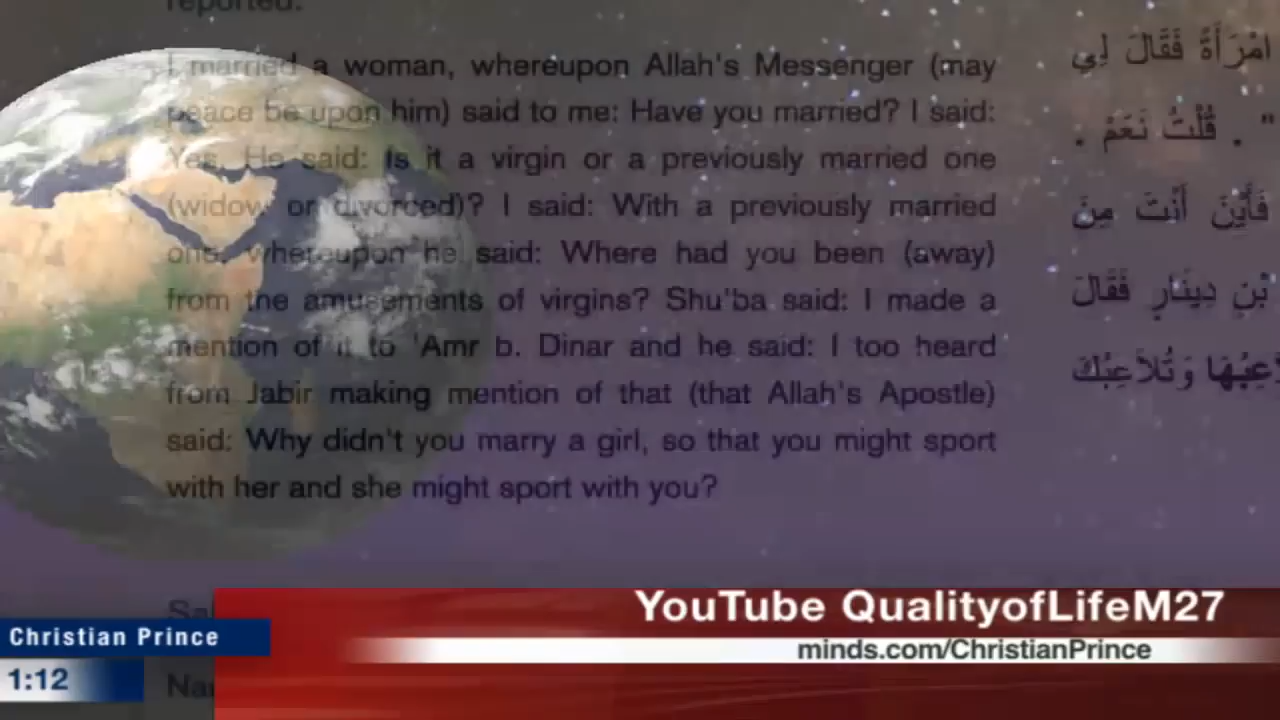 reported:
I married a woman, whereupon Allah's Messenger (may
peace be upon him) said to me: Have you married? I said:
Yes. He said: Is it a virgin or a previously married one
(widow or divorced)? I said: With a previously married
one, whereupon he said: Where had you been (away)
from the amusements of virgins? Shu'ba said: I made a
mention of it to 'Amr b. Dinar and he said: I too heard
from Jabir making mention of that (that Allah's Apostle)
said: Why didn't you marry a girl, so that you might sport
with her and she might sport with you?
امْرَأَةً فَقَالَ لِي
" . قُلْتُ نَعَمْ .
فَأَيْنَ أَنْتَ مِنَ
بْنِ دِينَارٍ فَقَالَ
وَتُلاَعِبُكَ
YouTube QualityofLifeM27
minds.com/ChristianPrince
Christian Prince
1:12